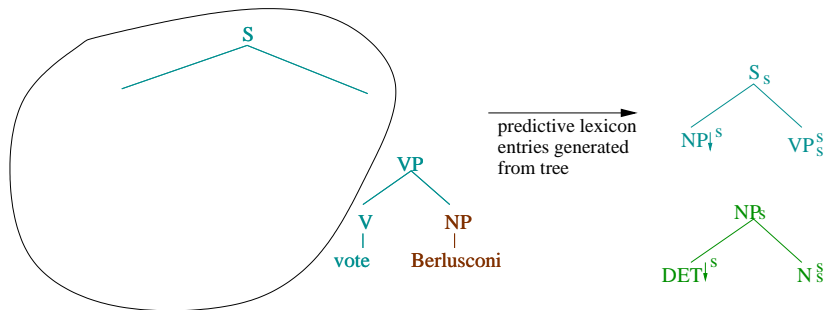 S
VP
V NP
vote Berlusconi
predictive lexicon
entries generated
from tree
S s
NP↓ s VP s s
NP s
DET↓ s N s s